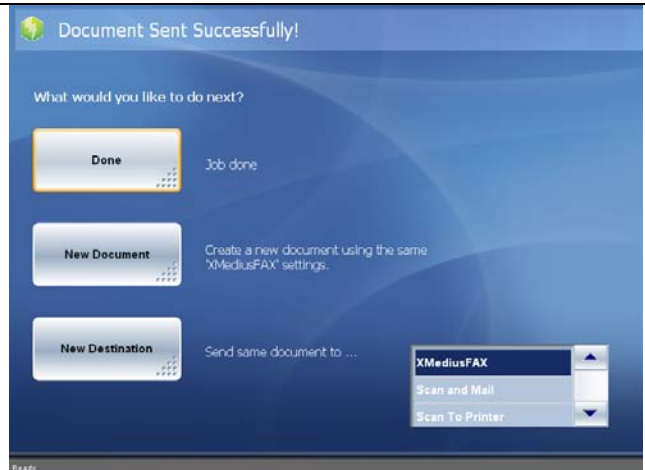 Document Sent Successfully!
What would you like to do next?
Done
Job done
New Document
Create a new document using the same
'XMediusFAX' settings.
New Destination
Send same document to ...
XMediusFAX
Scan and Mail
Scan To Printer
Ready